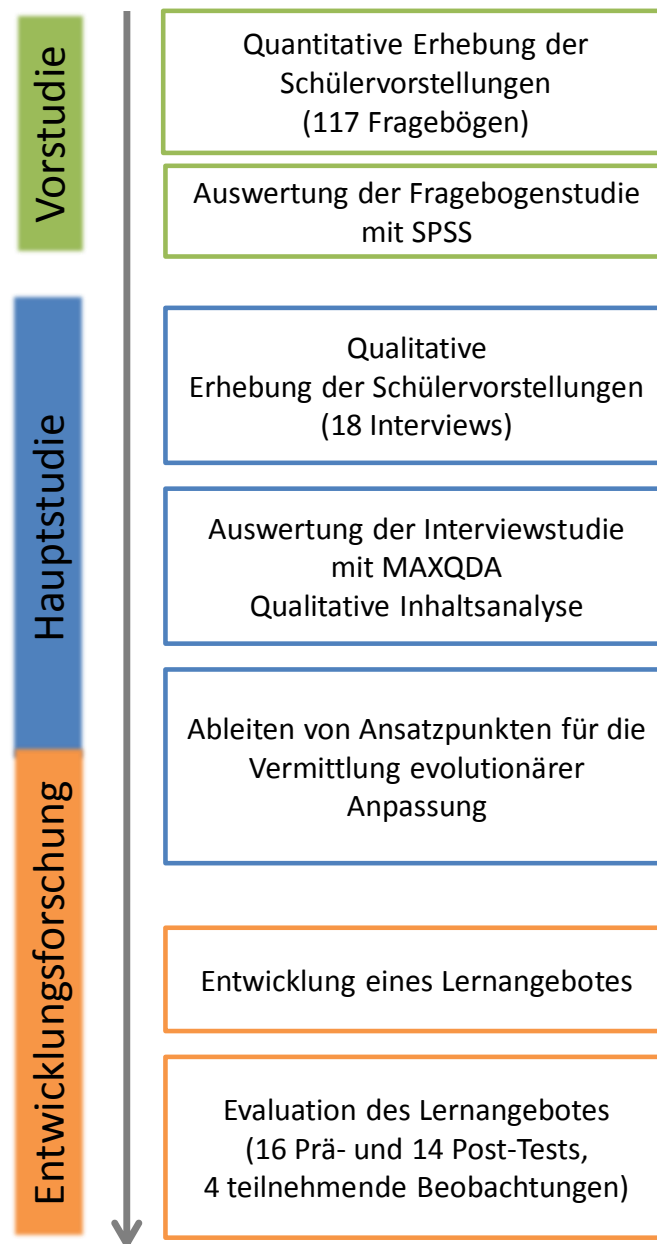 Vorstudie
Quantitative Erhebung der
Schülervorstellungen
(117 Fragebögen)
Auswertung der Fragebogenstudie
mit SPSS
Hauptstudie
Qualitative
Erhebung der Schülervorstellungen
(18 Interviews)
Auswertung der Interviewstudie
mit MAXQDA
Qualitative Inhaltsanalyse
Ableiten von Ansatzpunkten für die
Vermittlung evolutionärer
Anpassung
Entwicklungsforschung
Entwicklung eines Lernangebotes
Evaluation des Lernangebotes
(16 Prä- und 14 Post-Tests,
4 teilnehmende Beobachtungen)